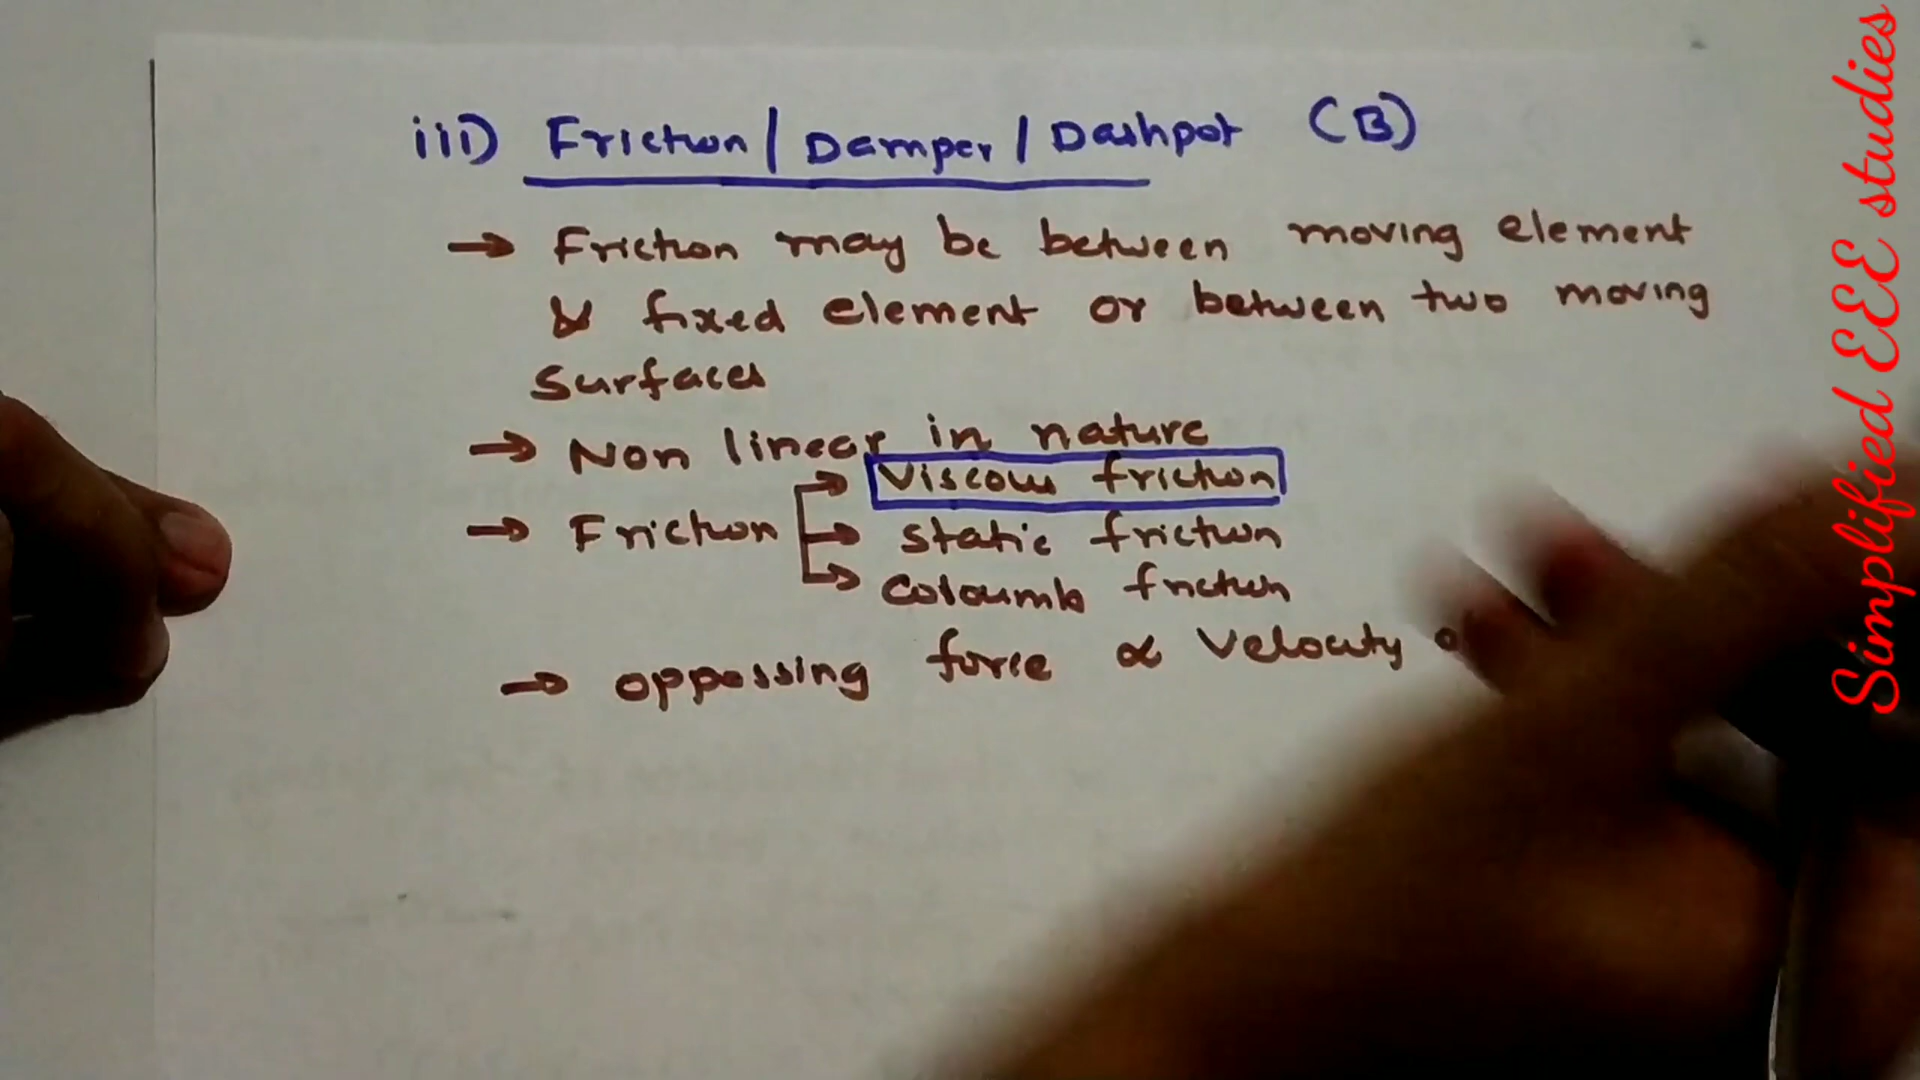 iii) Friction / Damper / Dashpot (B)
→ Friction may be between moving element
& fixed element or between two moving
surfaces
→ Non linear in nature
→ Friction
→ Viscous friction
→ static friction
→ Coloumb friction
→ oppossing force ∝ Velocity
Simplified EEE studies